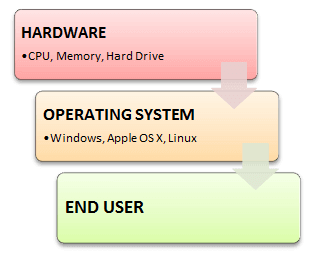 HARDWARE
•CPU, Memory, Hard Drive
OPERATING SYSTEM
•Windows, Apple OS X, Linux
END USER